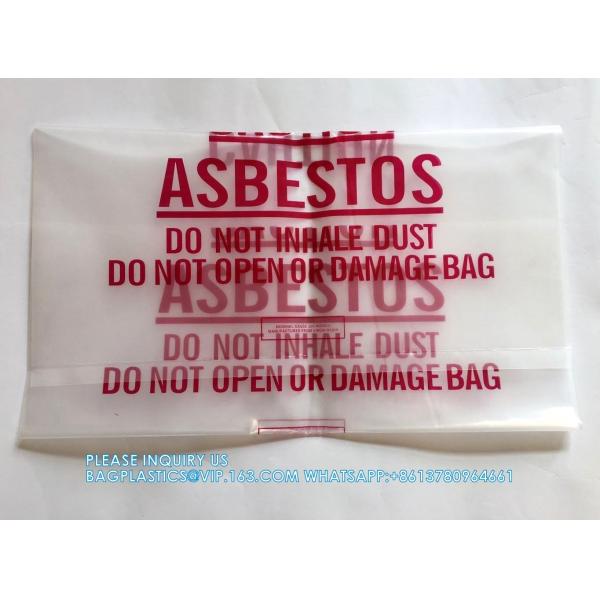 CAUTION
ASBESTOS
DO NOT INHALE DUST
DO NOT OPEN OR DAMAGE BAG
ASBESTOS
DO NOT INHALE DUST
DO NOT OPEN OR DAMAGE BAG
PLEASE INQUIRY US
BAGPLASTICS@VIP.163.COM WHATSAPP:+8613780964661